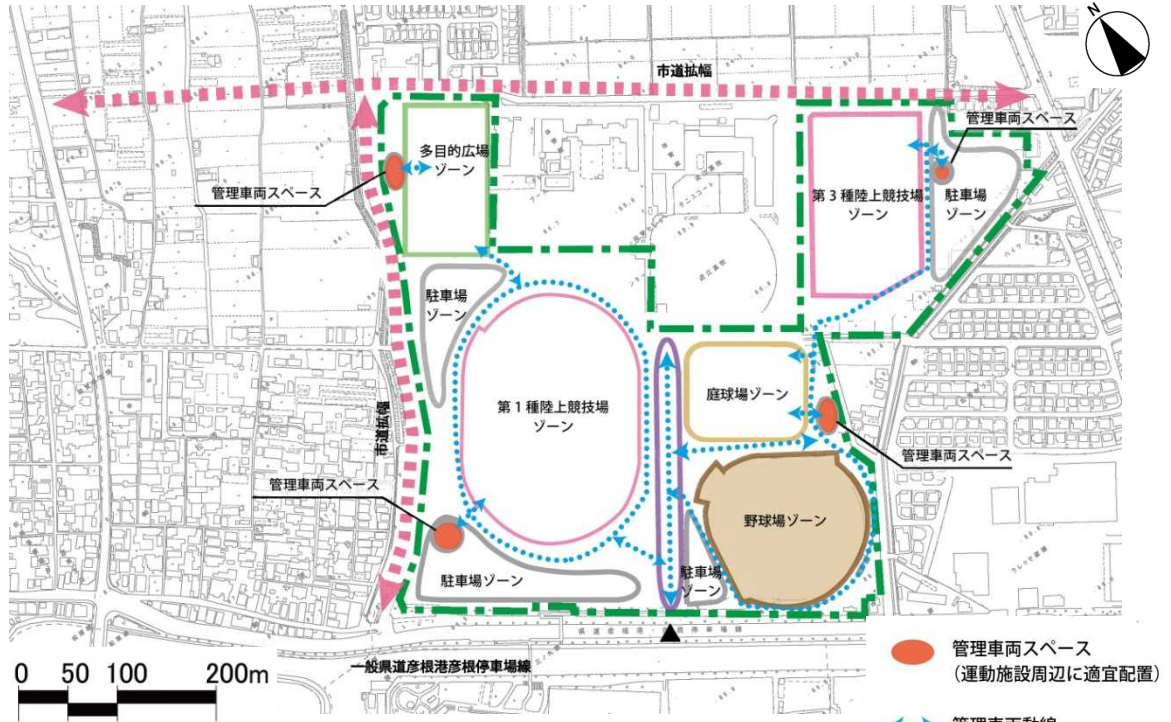 N
市道拡幅
管理車両スペース
多目的広場
ゾーン
管理車両スペース
第3種陸上競技場
ゾーン
駐車場
ゾーン
駐車場
ゾーン
市道拡幅
第1種陸上競技場
ゾーン
庭球場ゾーン
管理車両スペース
管理車両スペース
野球場ゾーン
駐車場ゾーン
駐車場
ゾーン
一般県道彦根港彦根停車場線
0 50 100 200m
管理車両スペース
(運動施設周辺に適宜配置)
管理車両動線